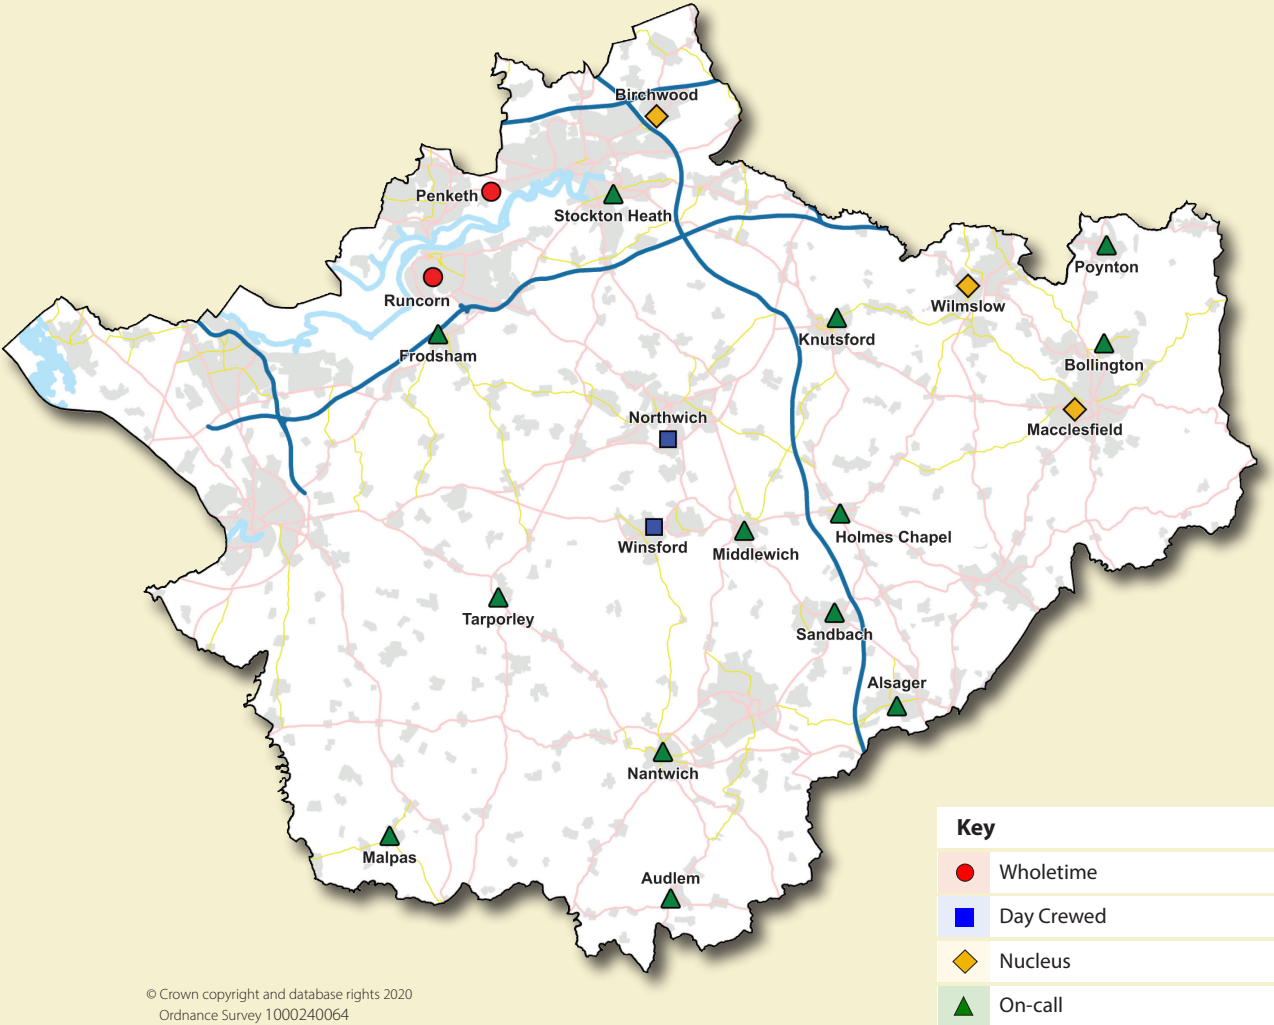 Birchwood
Penketh
Stockton Heath
Poynton
Runcorn
Wilmslow
Knutsford
Frodsham
Bollington
Northwich
Macclesfield
Holmes Chapel
Winsford
Middlewich
Tarporley
Sandbach
Alsager
Nantwich
Malpas
Audlem
Key
Wholetime
Day Crewed
Nucleus
On-call
© Crown copyright and database rights 2020
Ordnance Survey 1000240064